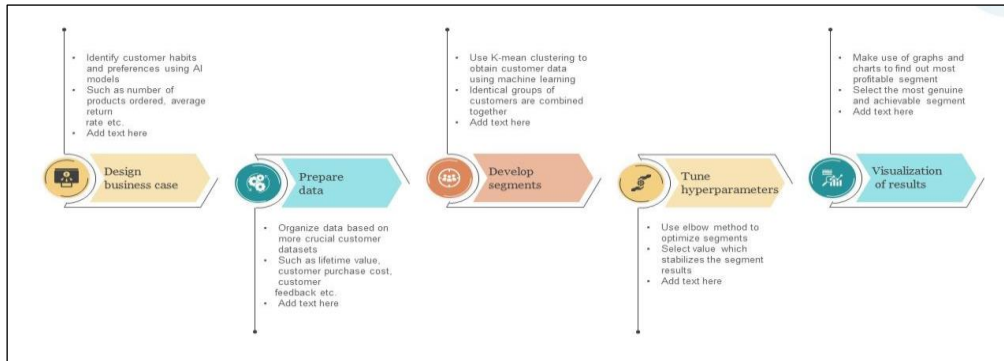 • Identify customer habits
and preferences using AI
models
• Such as number of
products ordered, average
return
rate etc.
• Add text here
Design
business case
Prepare
data
• Organize data based on
more crucial customer
datasets
• Such as lifetime value,
customer purchase cost,
customer
feedback etc.
• Add text here
• Use K-mean clustering to
obtain customer data
using machine learning
• Identical groups of
customers are combined
together
• Add text here
Develop
segments
Tune
hyperparameters
• Use elbow method to
optimize segments
• Select value which
stabilizes the segment
results
• Add text here
• Make use of graphs and
charts to find out most
profitable segment
• Select the most genuine
and achievable segment
• Add text here
Visualization
of results